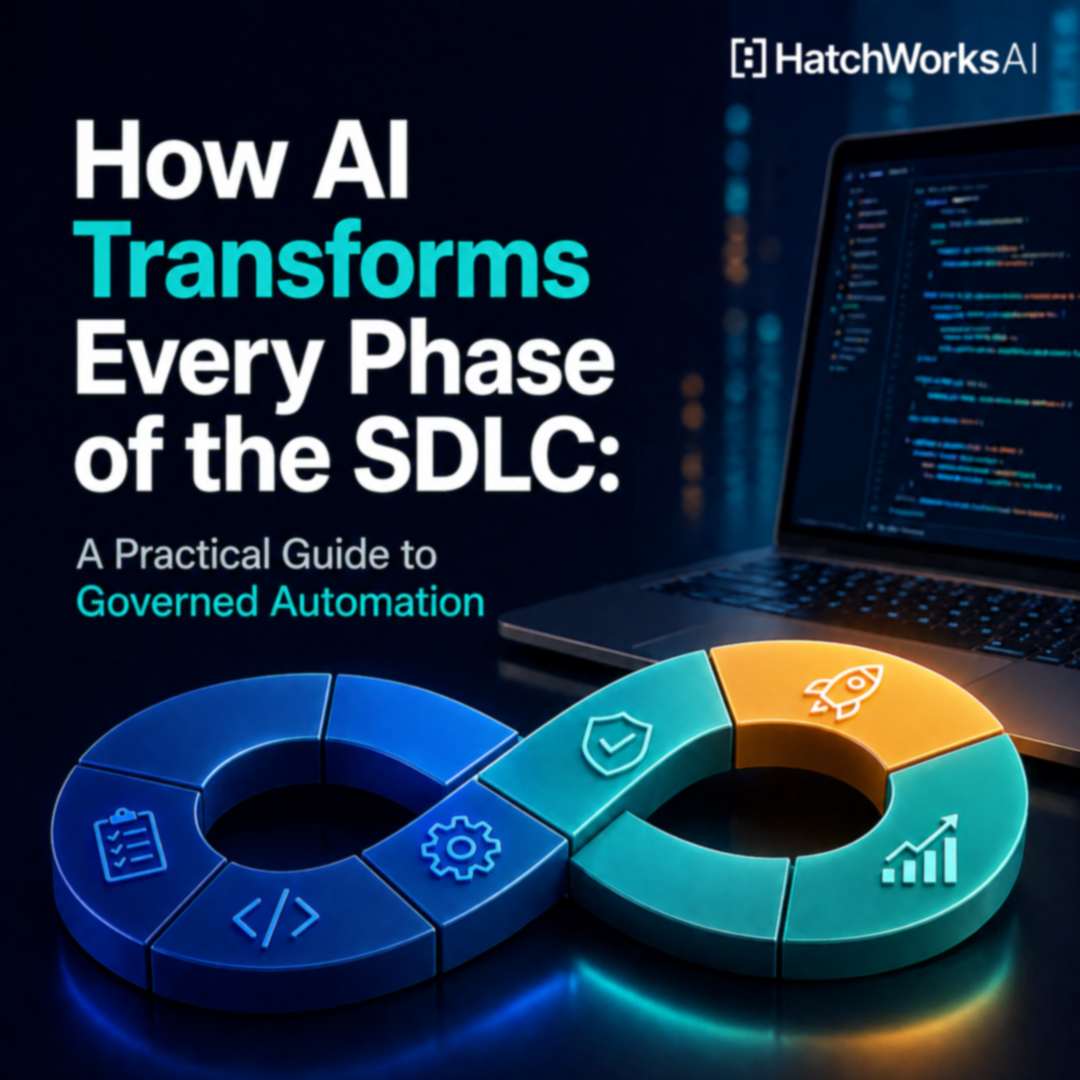 HatchWorksAI
How AI
Transforms
Every Phase
of the SDLC:
A Practical Guide to
Governed Automation